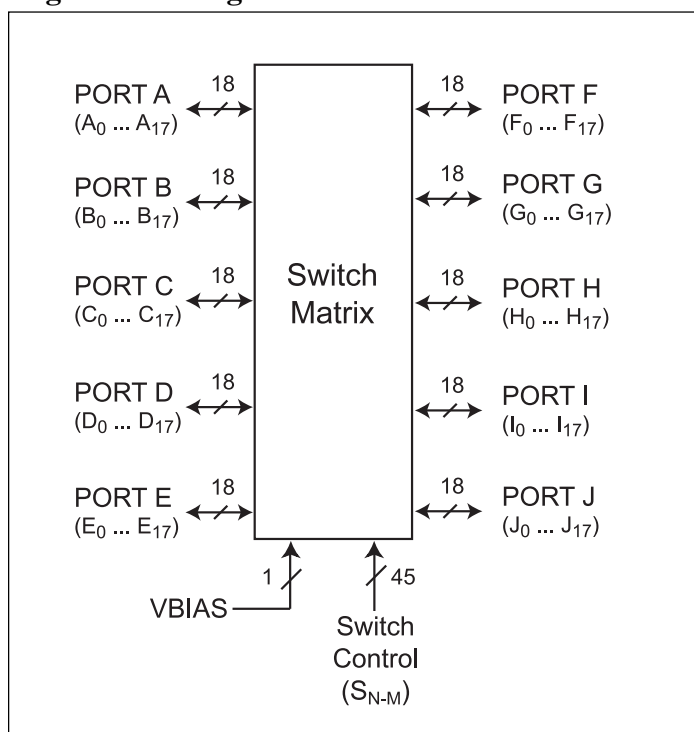 PORT A
18
(A0 ... A17)
PORT B
18
(B0 ... B17)
PORT C
18
(C0 ... C17)
PORT D
18
(D0 ... D17)
PORT E
18
(E0 ... E17)
Switch
Matrix
18
PORT F
(F0 ... F17)
18
PORT G
(G0 ... G17)
18
PORT H
(H0 ... H17)
18
PORT I
(I0 ... I17)
18
PORT J
(J0 ... J17)
1
45
VBIAS
Switch
Control
(SN-M)